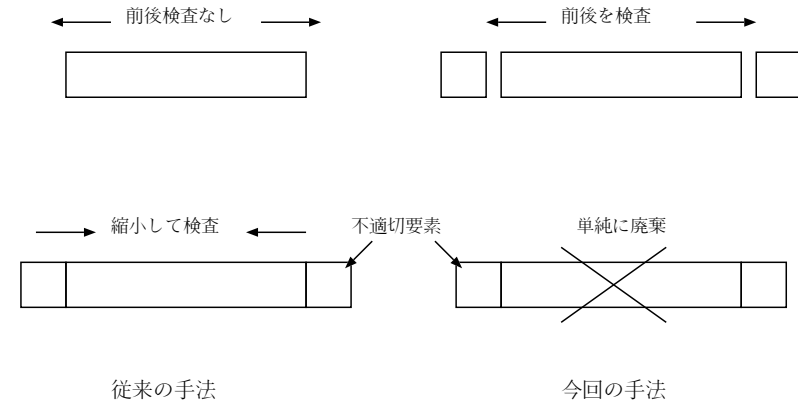 前後検査なし
前後を検査
縮小して検査
不適切要素
単純に廃棄
従来の手法
今回の手法